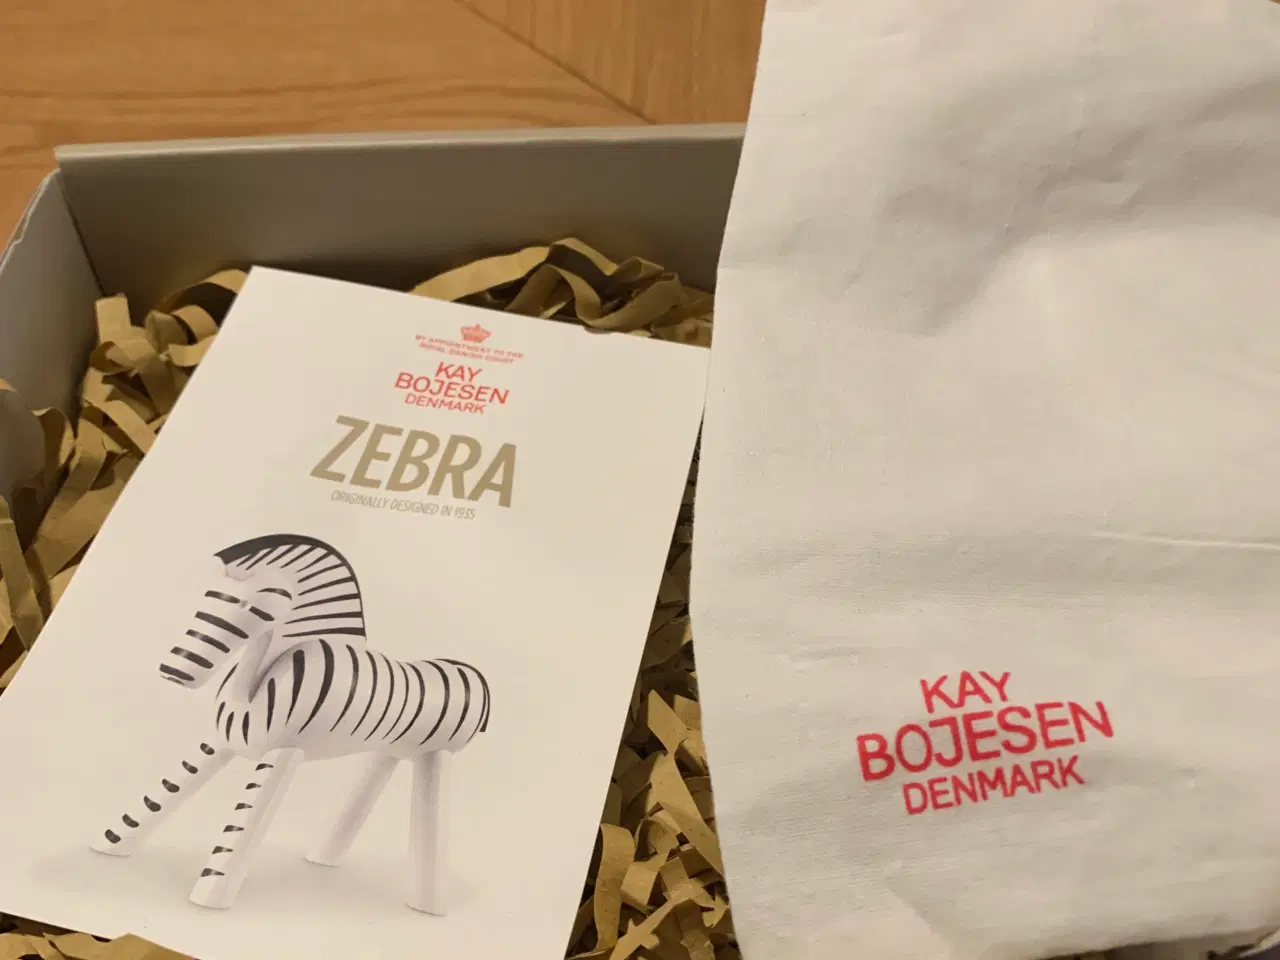 BY APPOINTMENT TO THE
ROYAL DANISH COURT
KAY
BOJESEN
DENMARK
ZEBRA
ORIGINALLY DESIGNED IN 1935
KAY
BOJESEN
DENMARK